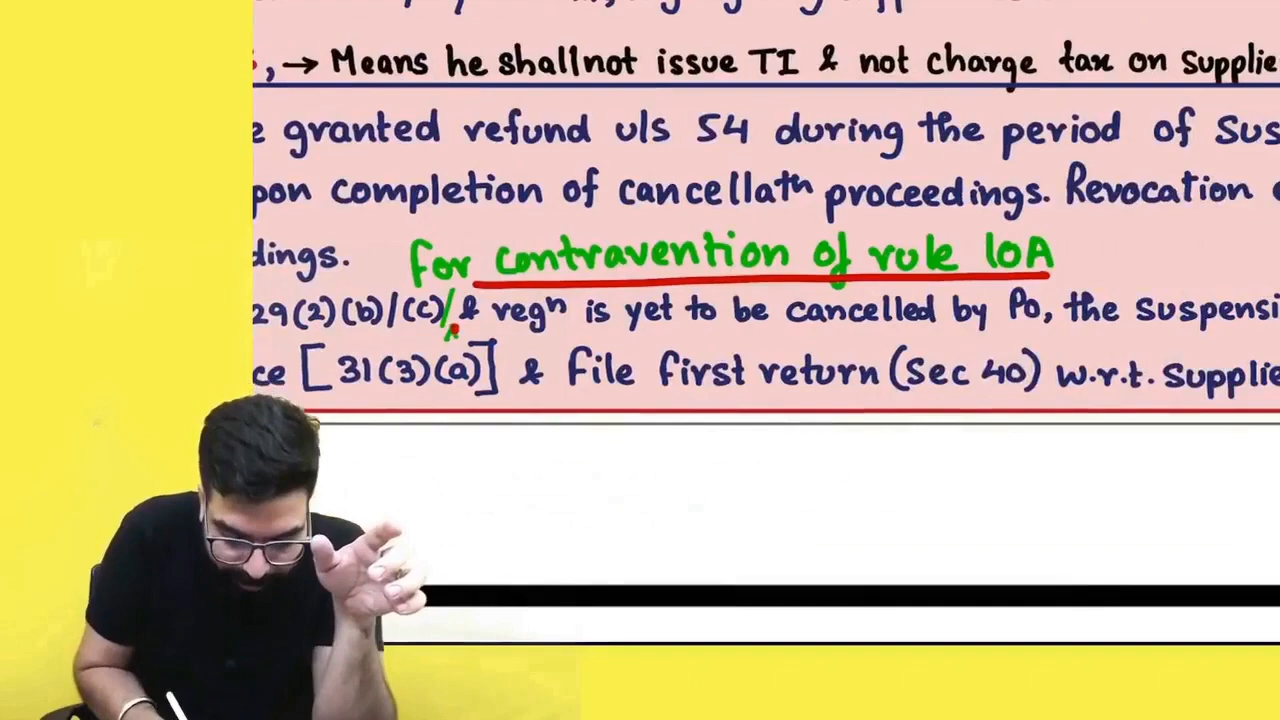 , → Means he shall not issue TI & not charge tax on supplie
e granted refund u/s 54 during the period of sus
pon completion of cancellatⁿ proceedings. Revocation
dings. for contravention of rule 10A
29(2)(b)/(c)/& regⁿ is yet to be cancelled by PO, the suspensi
ce [31(3)(a)] & file first return (Sec 40) w.r.t. supplie